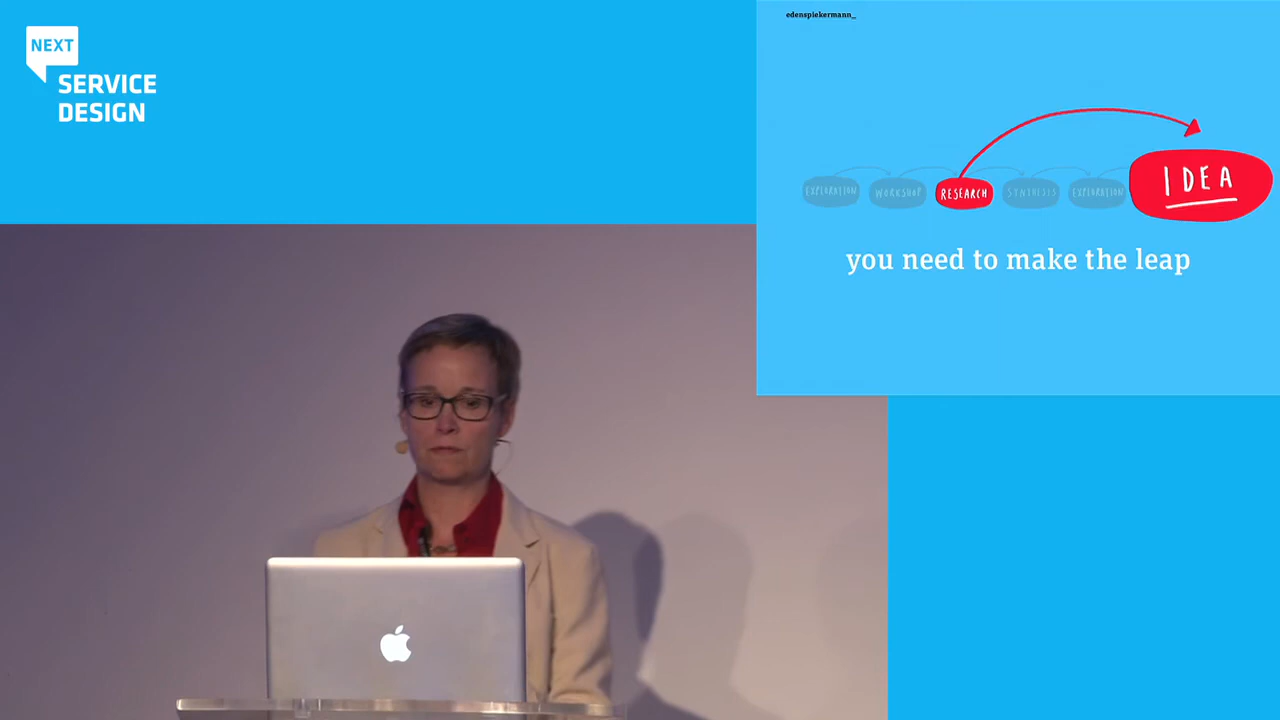 NEXT
SERVICE
DESIGN
edenspiekermann_
EXPLORATION
WORKSHOP
RESEARCH
SYNTHESIS
EXPLORATION
IDEA
you need to make the leap